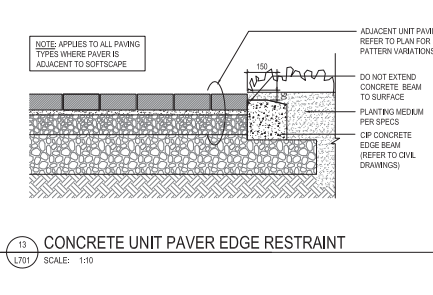 NOTE: APPLIES TO ALL PAVING
TYPES WHERE PAVER IS
ADJACENT TO SOFTSCAPE
150
50
ADJACENT UNIT PAVI
REFER TO PLAN FOR
PATTERN VARIATIONS
DO NOT EXTEND
CONCRETE BEAM
TO SURFACE
PLANTING MEDIUM
PER SPECS
CIP CONCRETE
EDGE BEAM
(REFER TO CIVIL
DRAWINGS)
13
L701
CONCRETE UNIT PAVER EDGE RESTRAINT
SCALE: 1:10